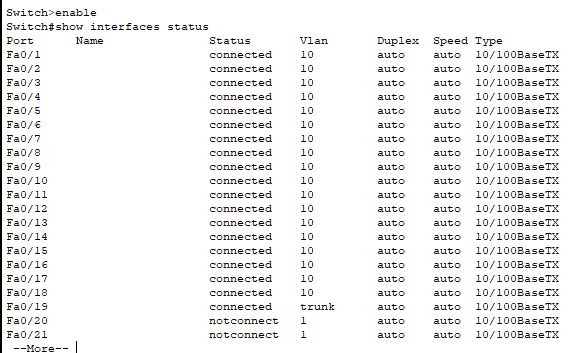 Switch>enable
Switch#show interfaces status
Port Name Status Vlan Duplex Speed Type
Fa0/1 connected 10 auto auto 10/100BaseTX
Fa0/2 connected 10 auto auto 10/100BaseTX
Fa0/3 connected 10 auto auto 10/100BaseTX
Fa0/4 connected 10 auto auto 10/100BaseTX
Fa0/5 connected 10 auto auto 10/100BaseTX
Fa0/6 connected 10 auto auto 10/100BaseTX
Fa0/7 connected 10 auto auto 10/100BaseTX
Fa0/8 connected 10 auto auto 10/100BaseTX
Fa0/9 connected 10 auto auto 10/100BaseTX
Fa0/10 connected 10 auto auto 10/100BaseTX
Fa0/11 connected 10 auto auto 10/100BaseTX
Fa0/12 connected 10 auto auto 10/100BaseTX
Fa0/13 connected 10 auto auto 10/100BaseTX
Fa0/14 connected 10 auto auto 10/100BaseTX
Fa0/15 connected 10 auto auto 10/100BaseTX
Fa0/16 connected 10 auto auto 10/100BaseTX
Fa0/17 connected 10 auto auto 10/100BaseTX
Fa0/18 connected 10 auto auto 10/100BaseTX
Fa0/19 connected trunk auto auto 10/100BaseTX
Fa0/20 notconnect 1 auto auto 10/100BaseTX
Fa0/21 notconnect 1 auto auto 10/100BaseTX
--More--